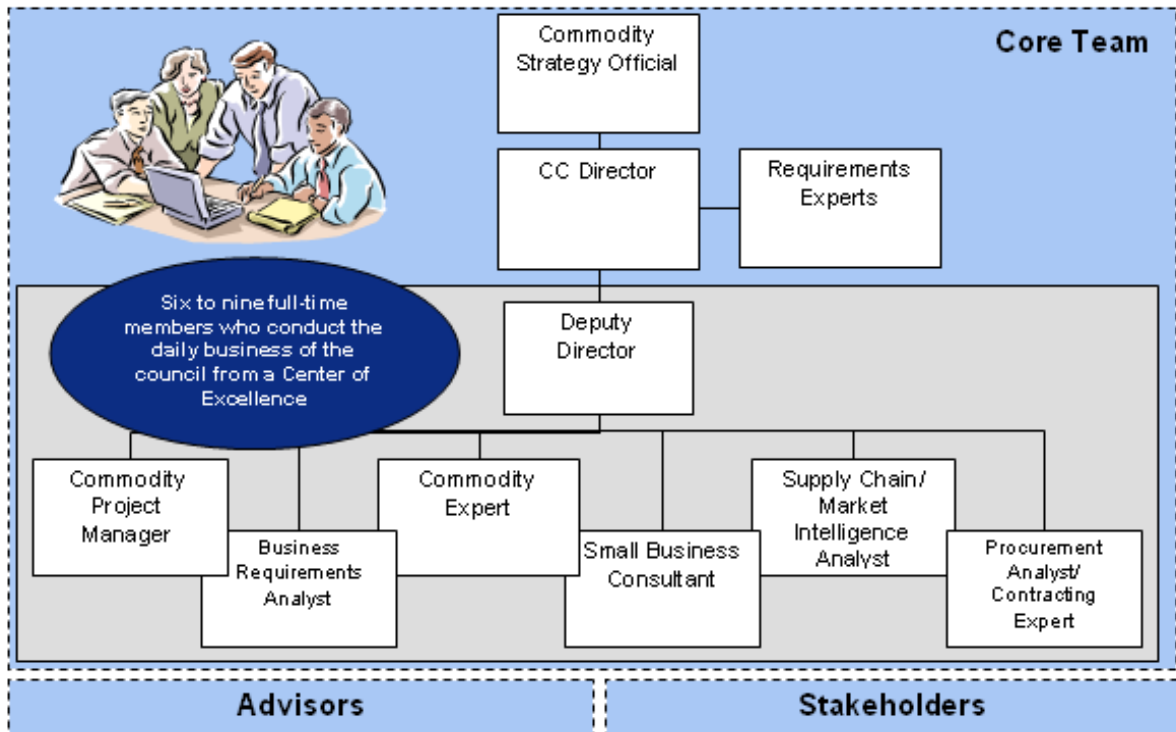 Commodity
Strategy Official
Core Team
CC Director
Requirements
Experts
Six to nine full-time
members who conduct the
daily business of the
council from a Center of
Excellence
Deputy
Director
Commodity
Project
Manager
Business
Requirements
Analyst
Commodity
Expert
Small Business
Consultant
Supply Chain/
Market
Intelligence
Analyst
Procurement
Analyst/
Contracting
Expert
Advisors
Stakeholders